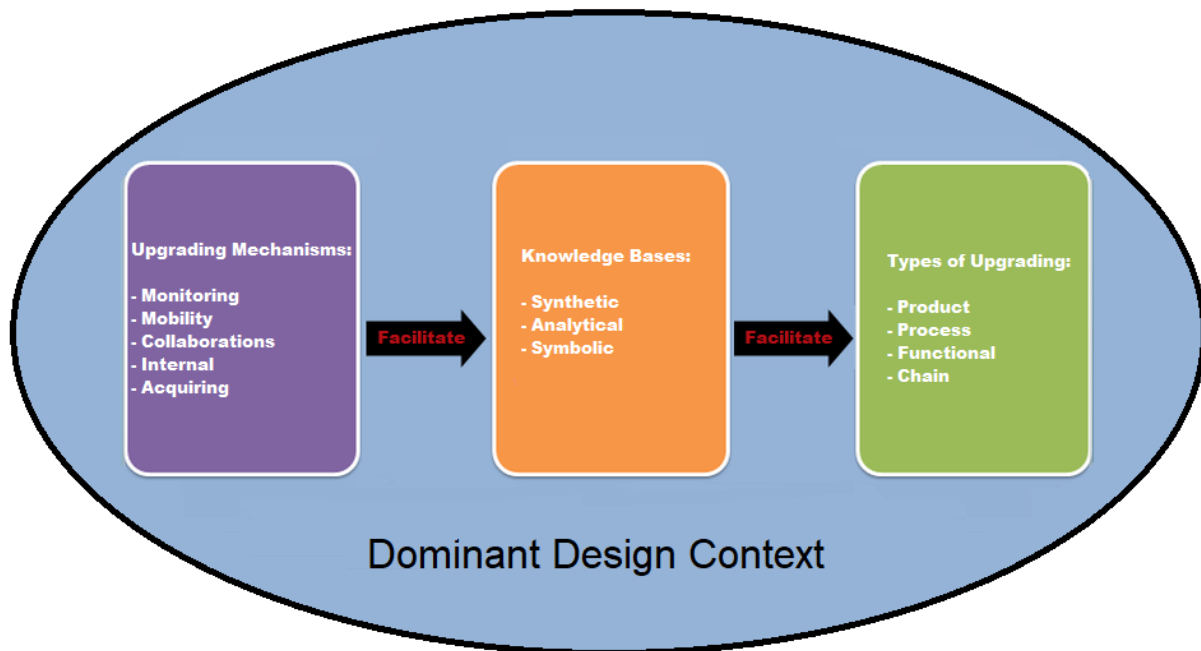 Upgrading Mechanisms:
- Monitoring
- Mobility
- Collaborations
- Internal
- Acquiring
Facilitate
Knowledge Bases:
- Synthetic
- Analytical
- Symbolic
Facilitate
Types of Upgrading:
- Product
- Process
- Functional
- Chain
Dominant Design Context